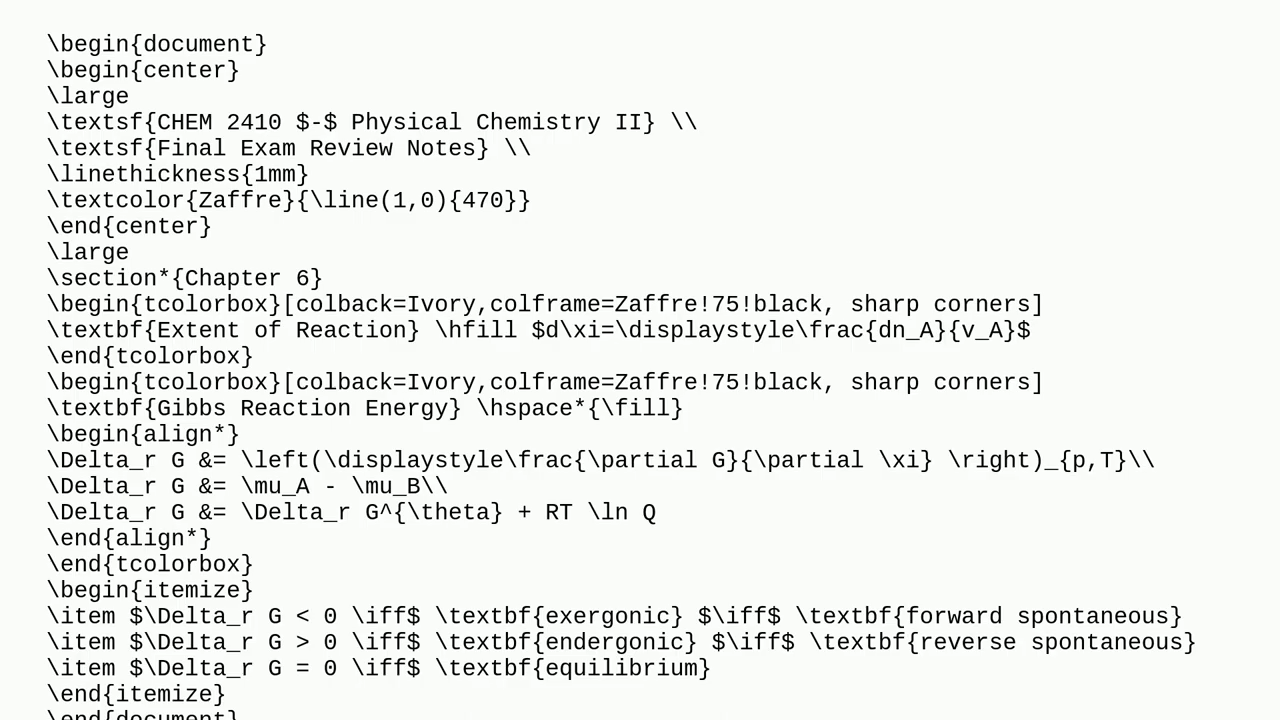 \begin{document}
\begin{center}
\large
\textsf{CHEM 2410 $-$ Physical Chemistry II} \\
\textsf{Final Exam Review Notes} \\
\linethickness{1mm}
\textcolor{Zaffre}{\line(1,0){470}}
\end{center}
\large
\section*{Chapter 6}
\begin{tcolorbox}[colback=Ivory,colframe=Zaffre!75!black, sharp corners]
\textbf{Extent of Reaction} \hfill $d\xi=\displaystyle\frac{dn_A}{v_A}$
\end{tcolorbox}
\begin{tcolorbox}[colback=Ivory,colframe=Zaffre!75!black, sharp corners]
\textbf{Gibbs Reaction Energy} \hspace*{\fill}
\begin{align*}
\Delta_r G &= \left(\displaystyle\frac{\partial G}{\partial \xi} \right)_{p,T}\\
\Delta_r G &= \mu_A - \mu_B\\
\Delta_r G &= \Delta_r G^{\theta} + RT \ln Q
\end{align*}
\end{tcolorbox}
\begin{itemize}
\item $\Delta_r G < 0 \iff$ \textbf{exergonic} $\iff$ \textbf{forward spontaneous}
\item $\Delta_r G > 0 \iff$ \textbf{endergonic} $\iff$ \textbf{reverse spontaneous}
\item $\Delta_r G = 0 \iff$ \textbf{equilibrium}
\end{itemize}
\end{document}